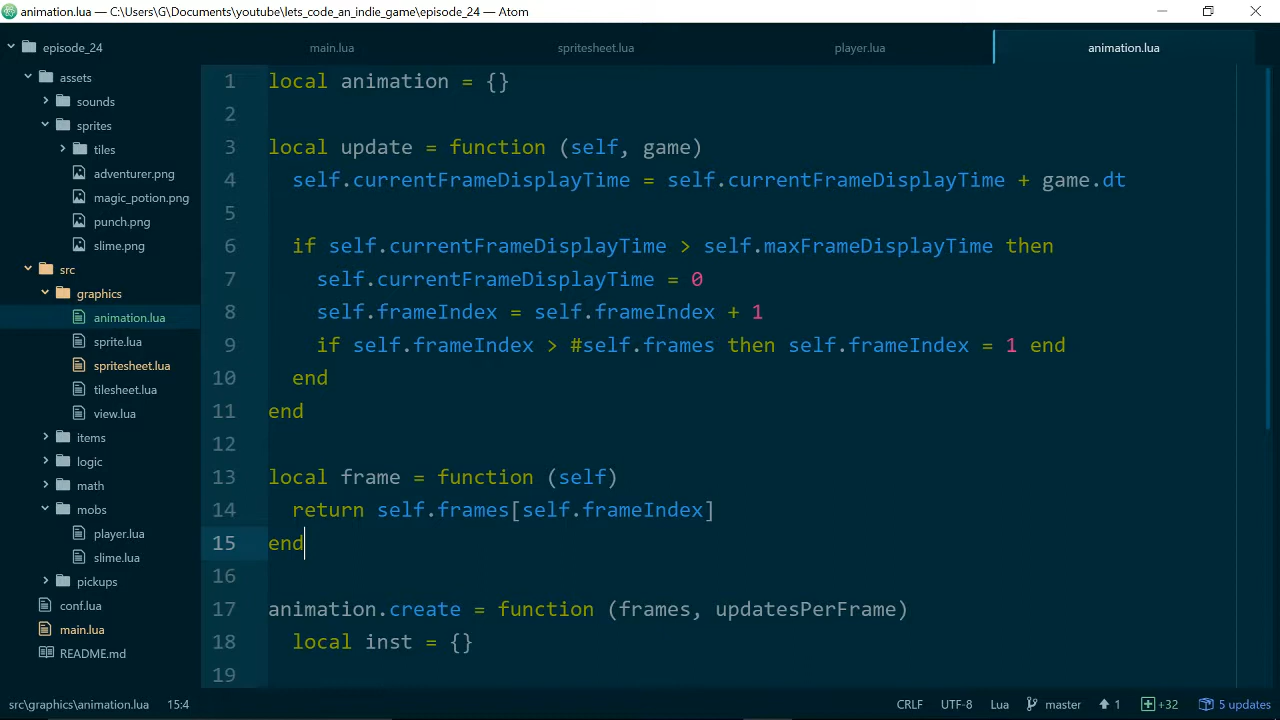 animation.lua — C:\Users\G\Documents\youtube\lets_code_an_indie_game\episode_24 — Atom
episode_24
main.lua
spritesheet.lua
player.lua
animation.lua
assets
sounds
sprites
tiles
adventurer.png
magic_potion.png
punch.png
slime.png
src
graphics
animation.lua
sprite.lua
spritesheet.lua
tilesheet.lua
view.lua
items
logic
math
mobs
player.lua
slime.lua
pickups
conf.lua
main.lua
README.md
1 local animation = {}
2
3 local update = function (self, game)
4 self.currentFrameDisplayTime = self.currentFrameDisplayTime + game.dt
5
6 if self.currentFrameDisplayTime > self.maxFrameDisplayTime then
7 self.currentFrameDisplayTime = 0
8 self.frameIndex = self.frameIndex + 1
9 if self.frameIndex > #self.frames then self.frameIndex = 1 end
10 end
11 end
12
13 local frame = function (self)
14 return self.frames[self.frameIndex]
15 end
16
17 animation.create = function (frames, updatesPerFrame)
18 local inst = {}
19
src\graphics\animation.lua 15:4 CRLF UTF-8 Lua master 1 +32 5 updates